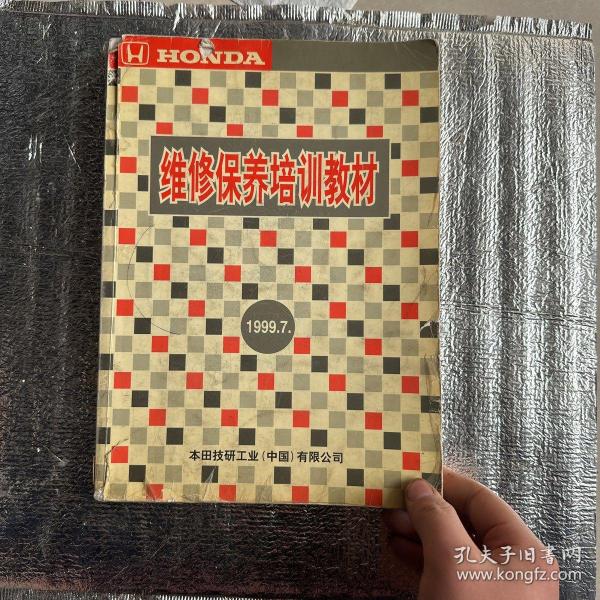 HONDA
维修保养培训教材
1999.7.
本田技研工业(中国)有限公司
孔夫子旧书网
www.kongfz.com